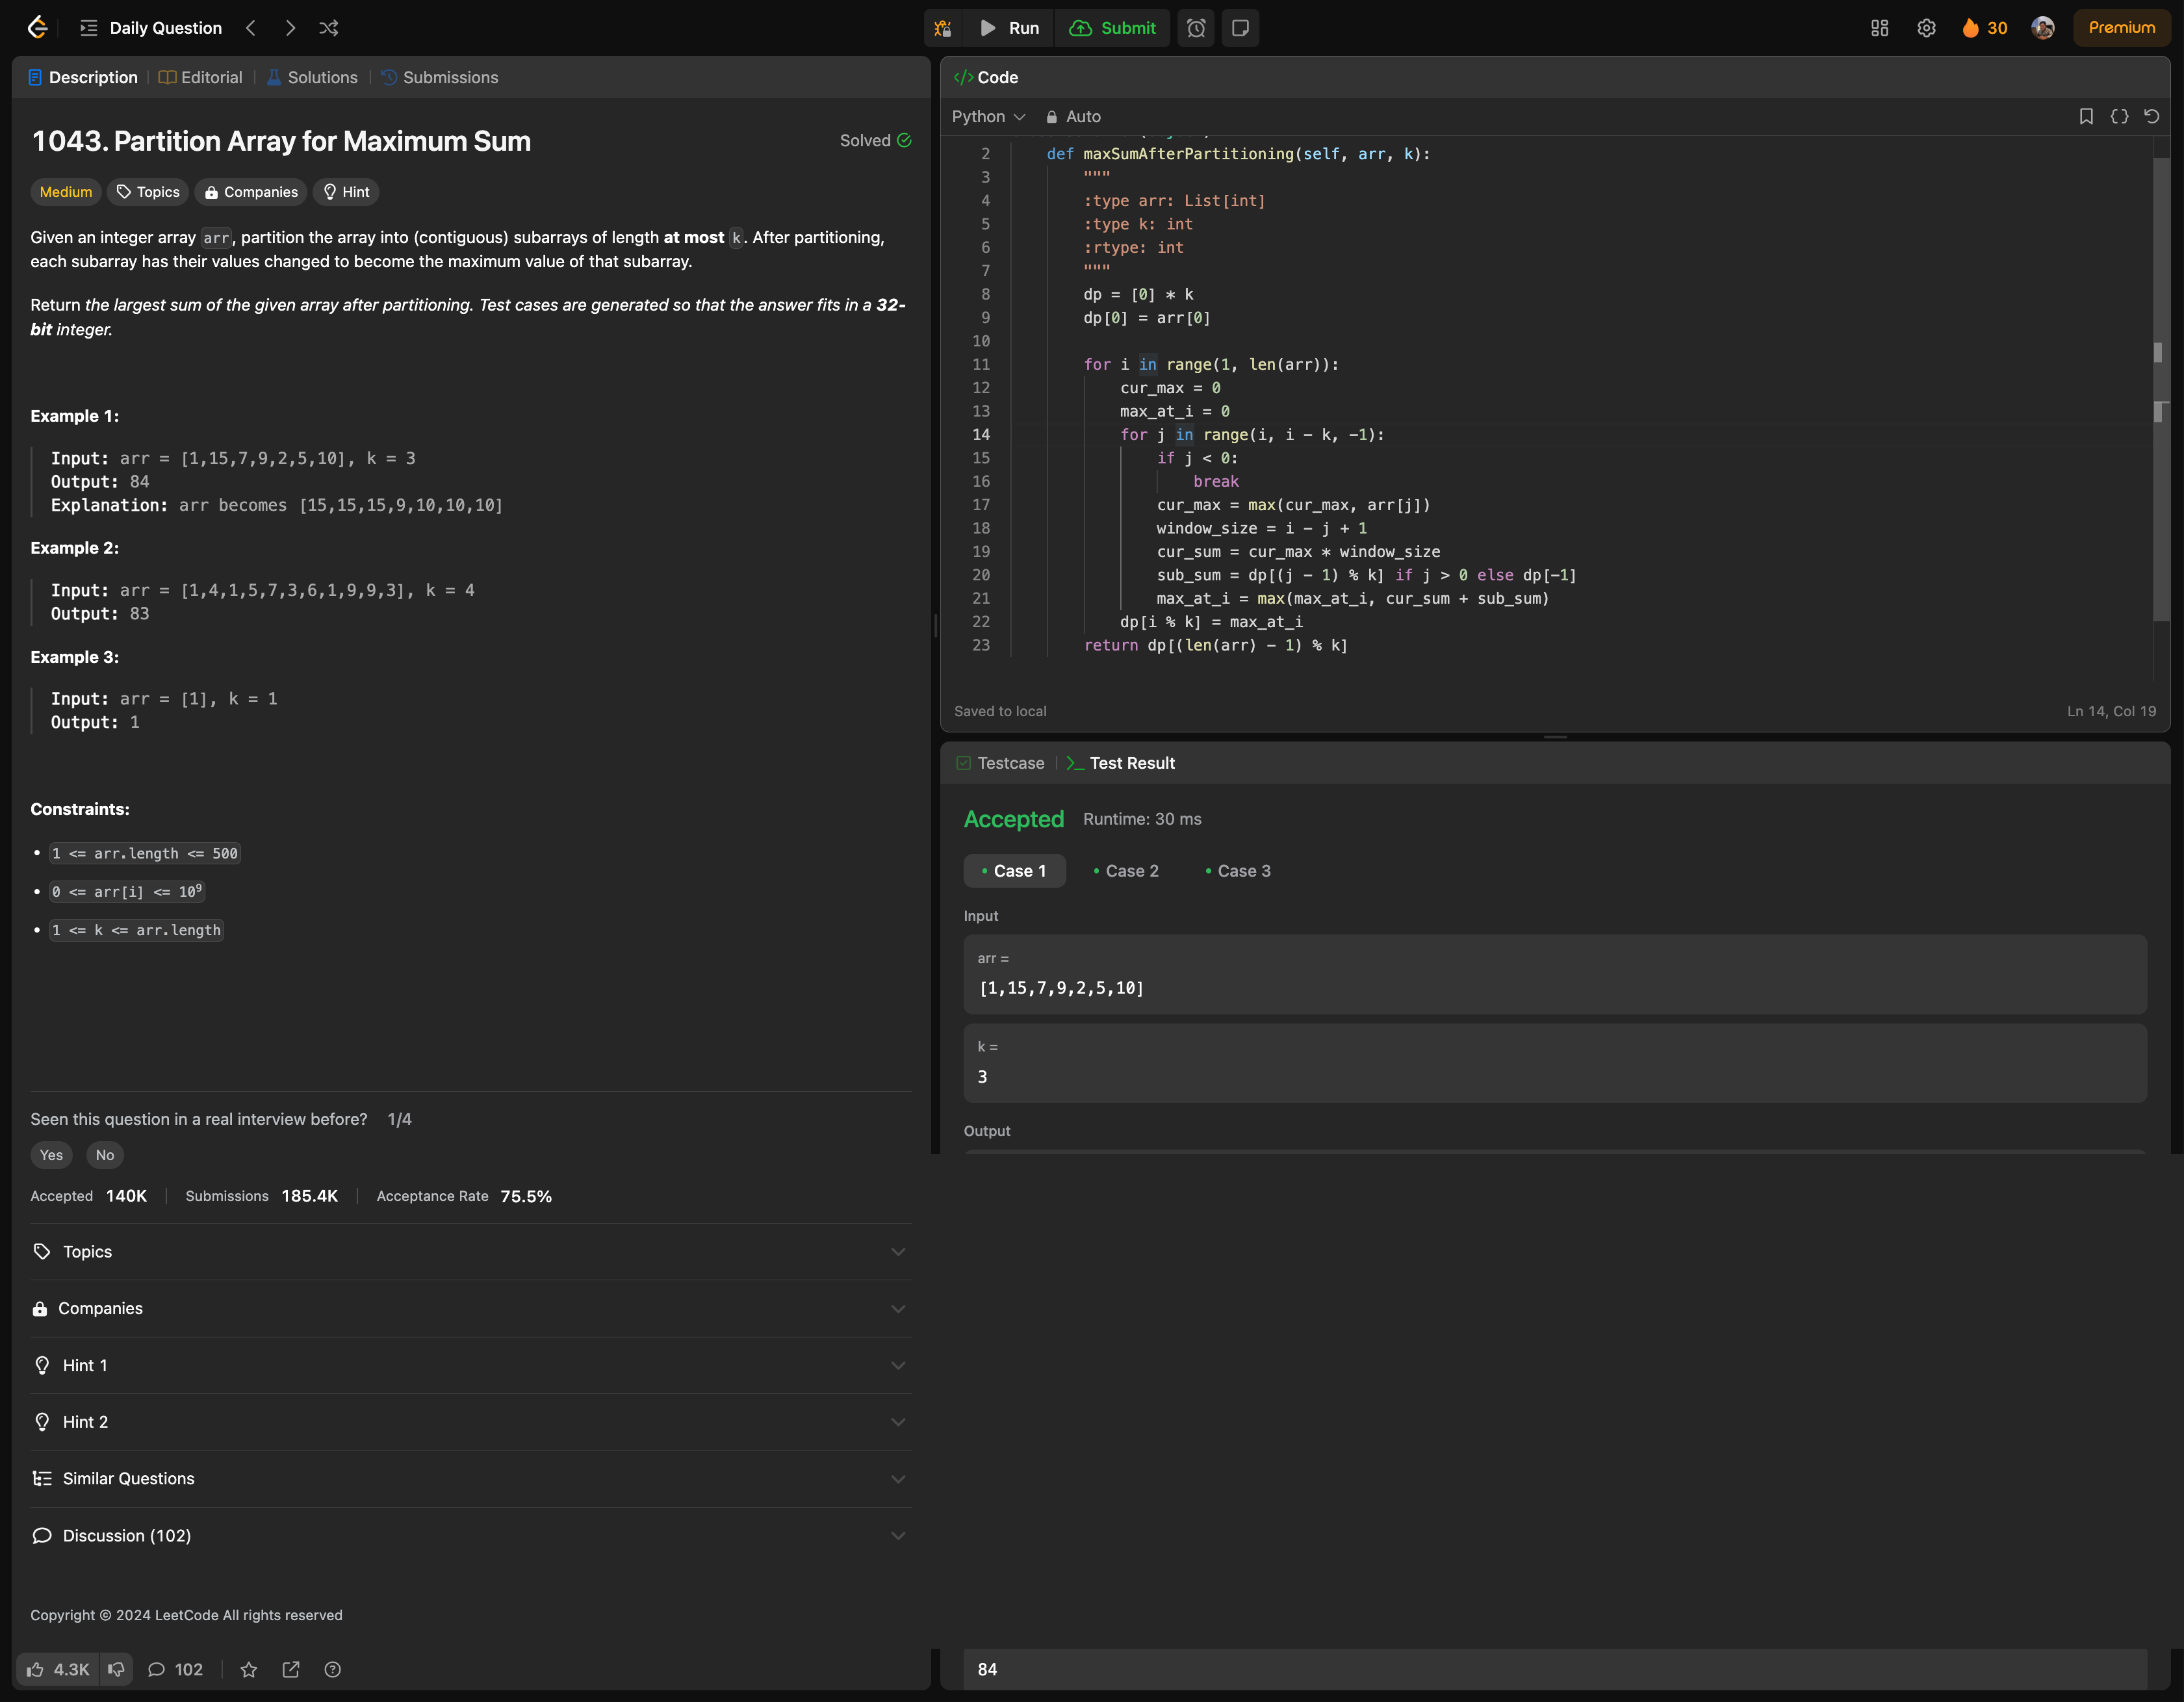 Daily Question
Run
Submit
30
Premium
Description
Editorial
Solutions
Submissions
1043. Partition Array for Maximum Sum
Solved
Medium
Topics
Companies
Hint
Given an integer array arr, partition the array into (contiguous) subarrays of length at most k. After partitioning,
each subarray has their values changed to become the maximum value of that subarray.
Return the largest sum of the given array after partitioning. Test cases are generated so that the answer fits in a 32-
bit integer.
Example 1:
Input: arr = [1,15,7,9,2,5,10], k = 3
Output: 84
Explanation: arr becomes [15,15,15,9,10,10,10]
Example 2:
Input: arr = [1,4,1,5,7,3,6,1,9,9,3], k = 4
Output: 83
Example 3:
Input: arr = [1], k = 1
Output: 1
Constraints:
• 1 <= arr.length <= 500
• 0 <= arr[i] <= 10⁹
• 1 <= k <= arr.length
Seen this question in a real interview before? 1/4
Yes
No
Accepted 140K
Submissions 185.4K
Acceptance Rate 75.5%
Topics
Companies
Hint 1
Hint 2
Similar Questions
Discussion (102)
Copyright © 2024 LeetCode All rights reserved
4.3K
102
</> Code
Python
Auto
2 def maxSumAfterPartitioning(self, arr, k):
3 """
4 :type arr: List[int]
5 :type k: int
6 :rtype: int
7 """
8 dp = [0] * k
9 dp[0] = arr[0]
10
11 for i in range(1, len(arr)):
12 cur_max = 0
13 max_at_i = 0
14 for j in range(i, i - k, -1):
15 if j < 0:
16 break
17 cur_max = max(cur_max, arr[j])
18 window_size = i - j + 1
19 cur_sum = cur_max * window_size
20 sub_sum = dp[(j - 1) % k] if j > 0 else dp[-1]
21 max_at_i = max(max_at_i, cur_sum + sub_sum)
22 dp[i % k] = max_at_i
23 return dp[(len(arr) - 1) % k]
Saved to local
Ln 14, Col 19
Testcase
Test Result
Accepted
Runtime: 30 ms
• Case 1
• Case 2
• Case 3
Input
arr =
[1,15,7,9,2,5,10]
k =
3
Output
84